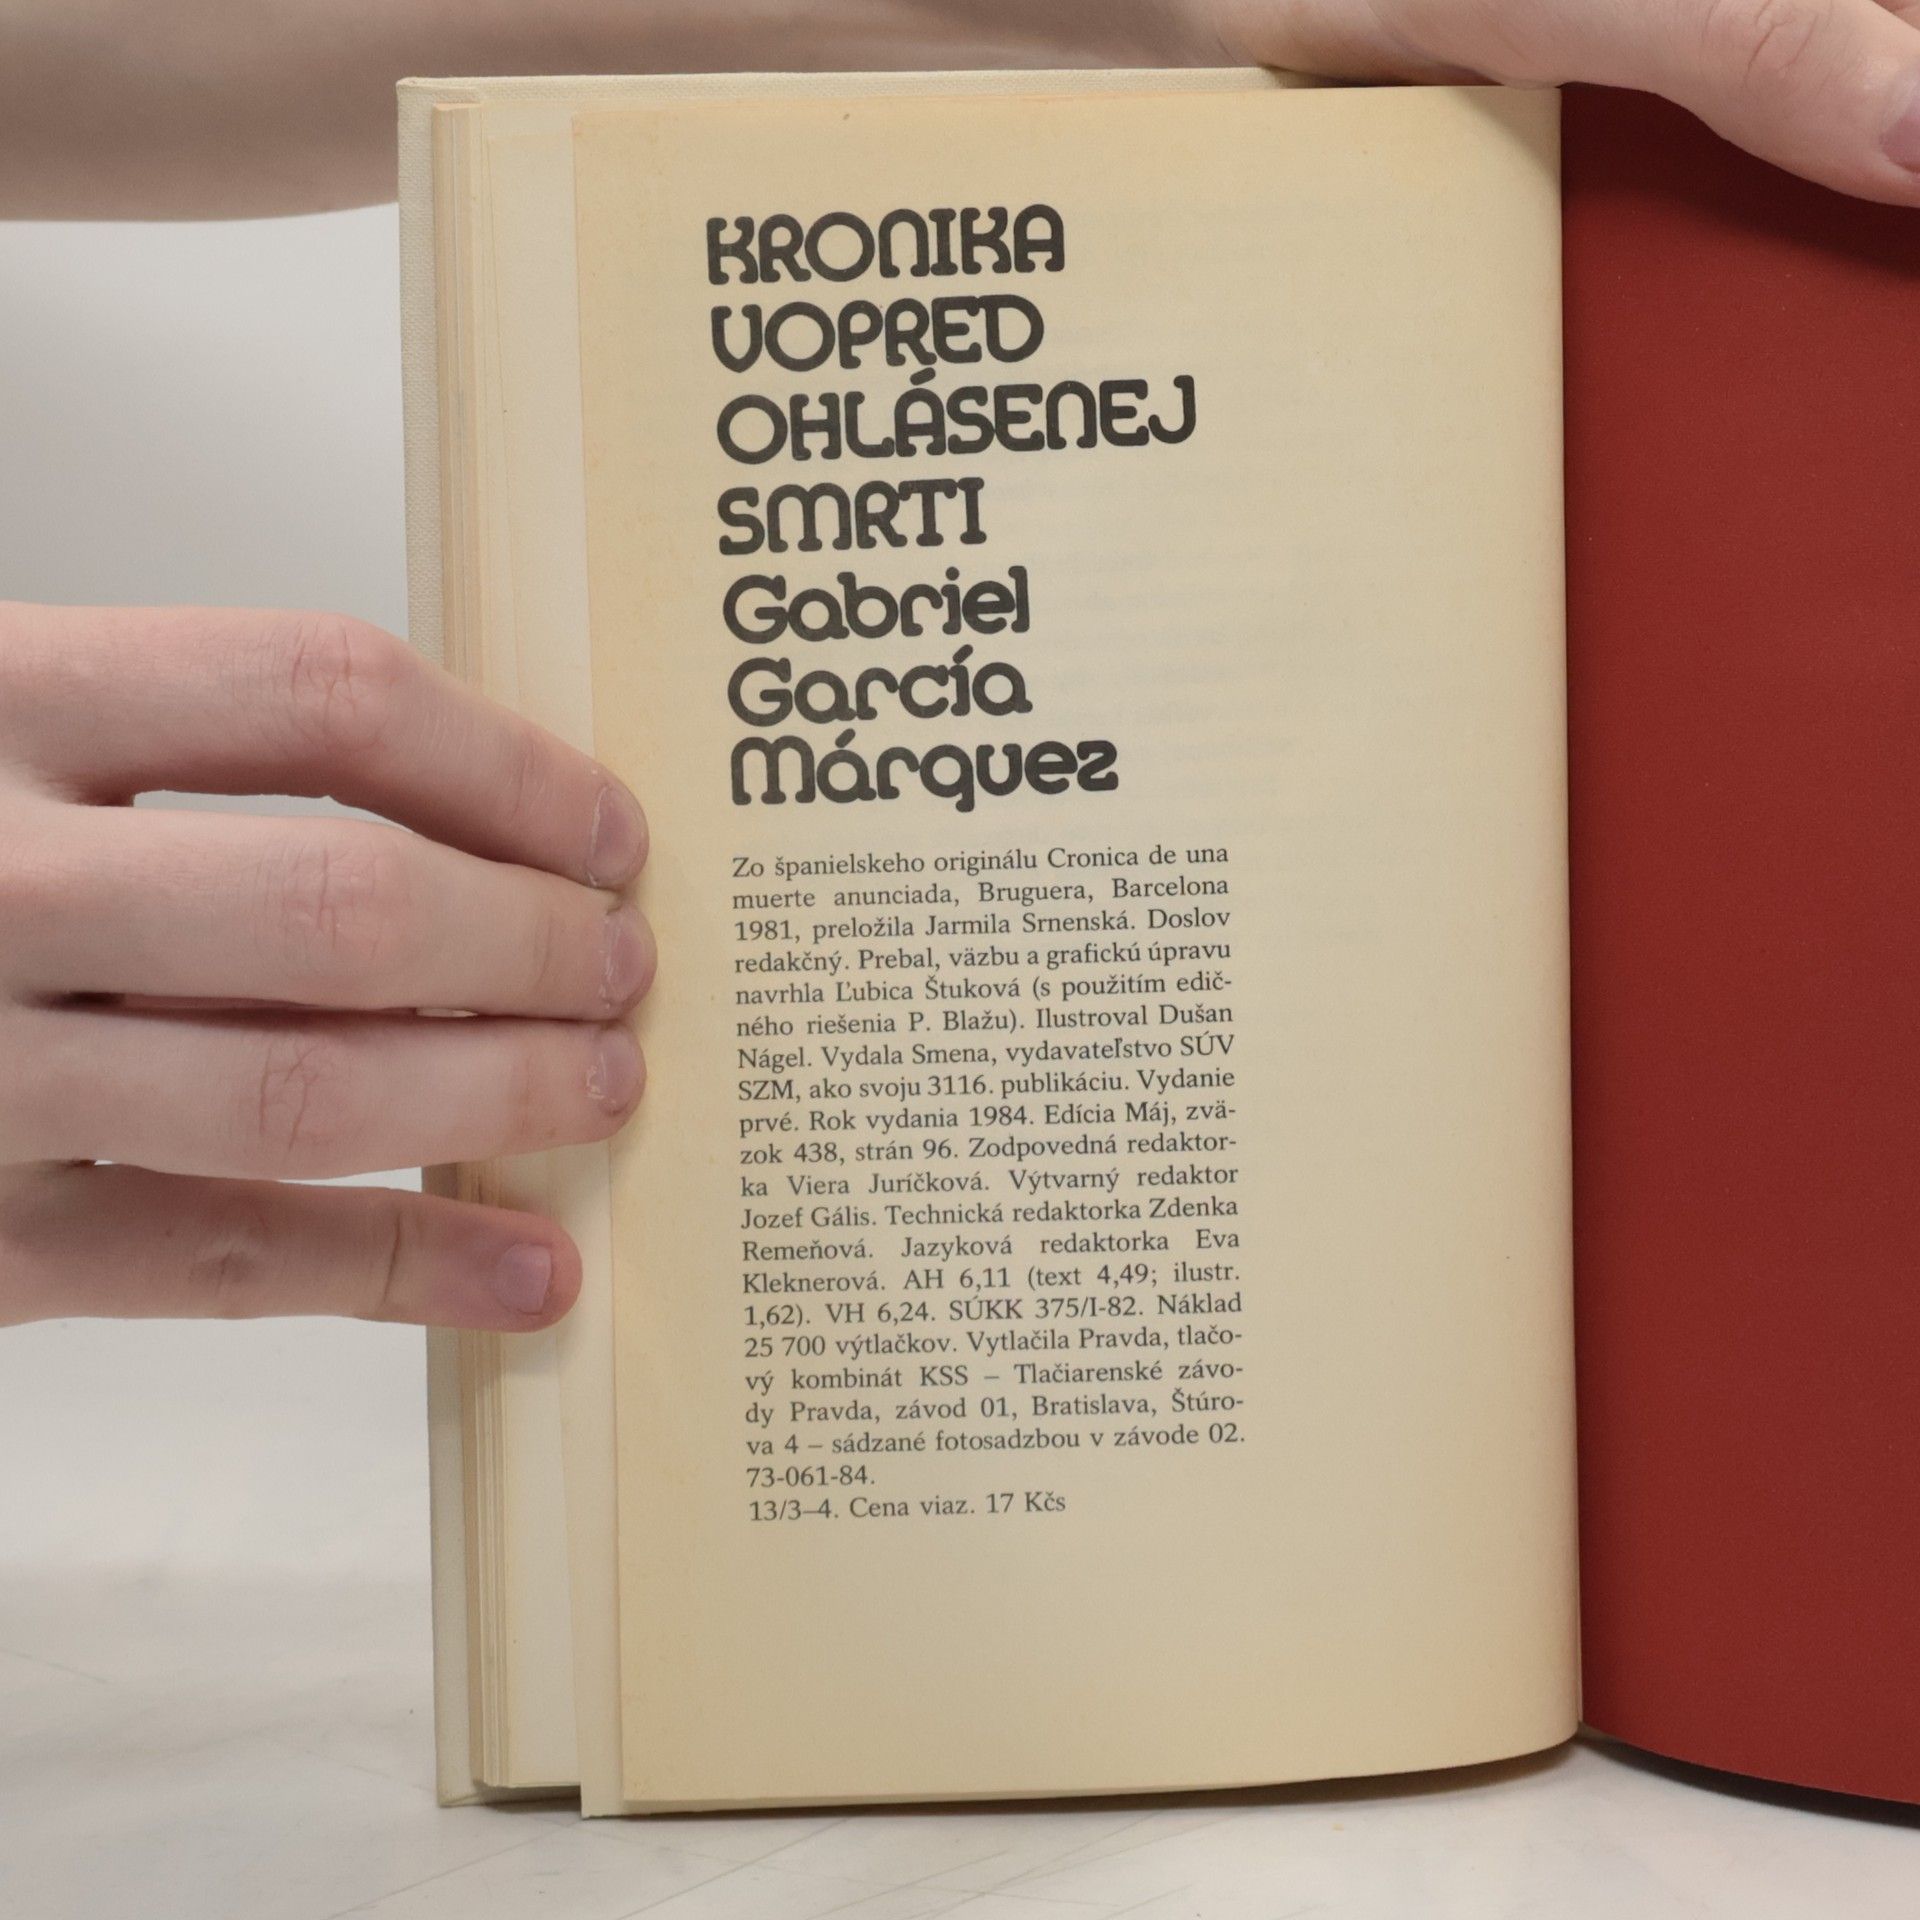 KRONIKA
VOPRED
OHLÁSENEJ
SMRTI
Gabriel
García
Márquez
Zo španielskeho originálu Cronica de una
muerte anunciada, Bruguera, Barcelona
1981, preložila Jarmila Srnenská. Doslov
redakčný. Prebal, väzbu a grafickú úpravu
navrhla Ľubica Štuková (s použitím edič-
ného riešenia P. Blažu). Ilustroval Dušan
Nágel. Vydala Smena, vydavateľstvo SÚV
SZM, ako svoju 3116. publikáciu. Vydanie
prvé. Rok vydania 1984. Edícia Máj, zvä-
zok 438, strán 96. Zodpovedná redaktor-
ka Viera Juríčková. Výtvarný redaktor
Jozef Gális. Technická redaktorka Zdenka
Remeňová. Jazyková redaktorka Eva
Kleknerová. AH 6,11 (text 4,49; ilustr.
1,62). VH 6,24. SÚKK 375/I-82. Náklad
25 700 výtlačkov. Vytlačila Pravda, tlačo-
vý kombinát KSS – Tlačiarenské závo-
dy Pravda, závod 01, Bratislava, Štúro-
va 4 – sádzané fotosadzbou v závode 02.
73-061-84.
13/3–4. Cena viaz. 17 Kčs